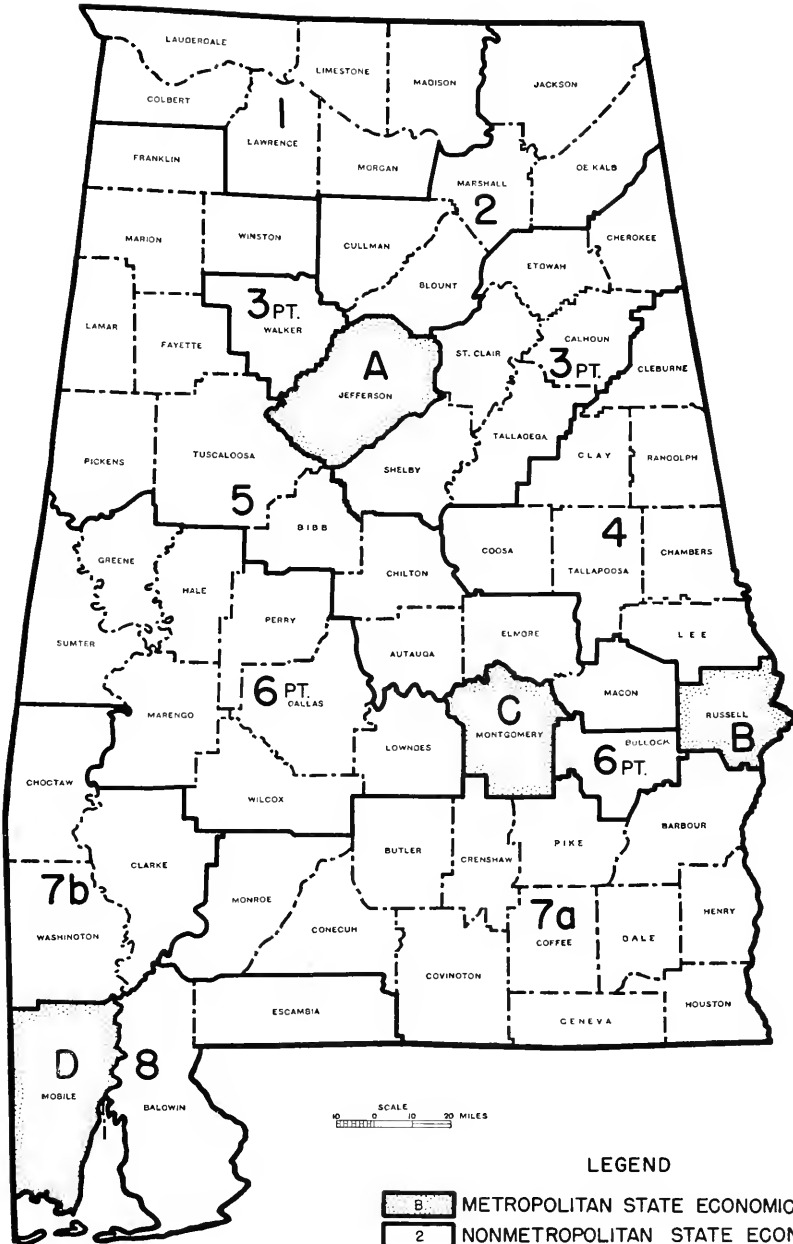 LAUDERDALE
LIMESTONE
MADISON
JACKSON
COLBERT
1
LAWRENCE
FRANKLIN
MORGAN
MARSHALL
DE KALB
2
MARION
WINSTON
CULLMAN
CHEROKEE
ETOWAH
BLOUNT
3 PT.
WALKER
LAMAR
FAYETTE
ST. CLAIR
CALHOUN
3 PT.
CLEBURNE
A
JEFFERSON
TALLADEGA
PICKENS
TUSCALOOSA
SHELBY
CLAY
RANDOLPH
5
BIBB
GREENE
HALE
CHILTON
COOSA
4
TALLAPOOSA
CHAMBERS
PERRY
SUMTER
AUTAUGA
ELMORE
LEE
6 PT.
DALLAS
MACON
MARENGO
C
MONTGOMERY
RUSSELL
B
LOWNDES
BULLOCK
6 PT.
CHOCTAW
WILCOX
CLARKE
BUTLER
CRENSHAW
PIKE
BARBOUR
7b
WASHINGTON
MONROE
CONECUH
7a
COFFEE
DALE
HENRY
COVINGTON
ESCAMBIA
GENEVA
HOUSTON
D
MOBILE
8
BALDWIN
SCALE
10 0 10 20 MILES
LEGEND
B METROPOLITAN STATE ECONOMIC
2 NONMETROPOLITAN STATE ECON